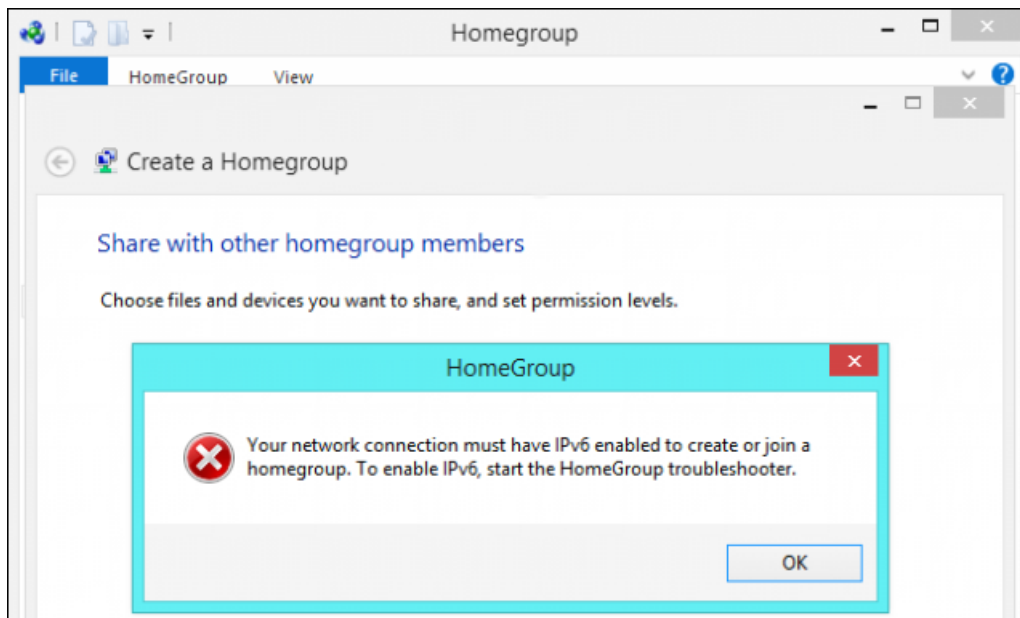 Homegroup
File HomeGroup View
Create a Homegroup
Share with other homegroup members
Choose files and devices you want to share, and set permission levels.
HomeGroup
Your network connection must have IPv6 enabled to create or join a
homegroup. To enable IPv6, start the HomeGroup troubleshooter.
OK